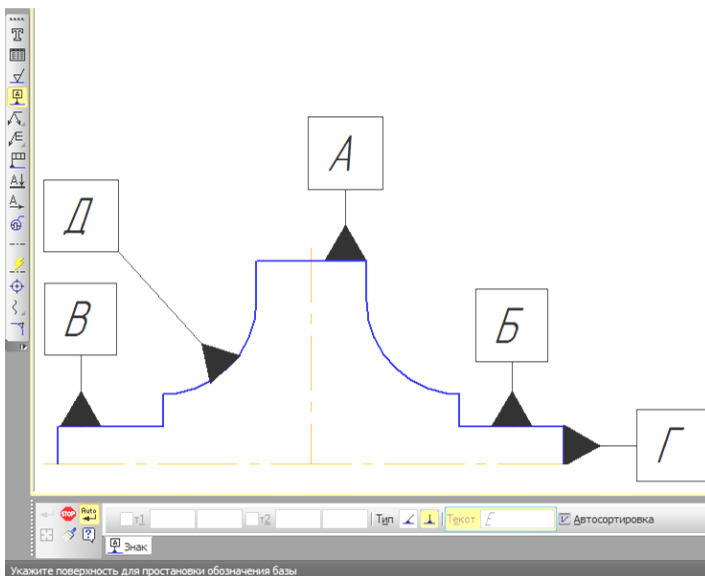 А
Д
В
Б
Г
STOP Auto
т1 т2 Тип Текст Е Автосортировка
Знак
Укажите поверхность для простановки обозначения базы